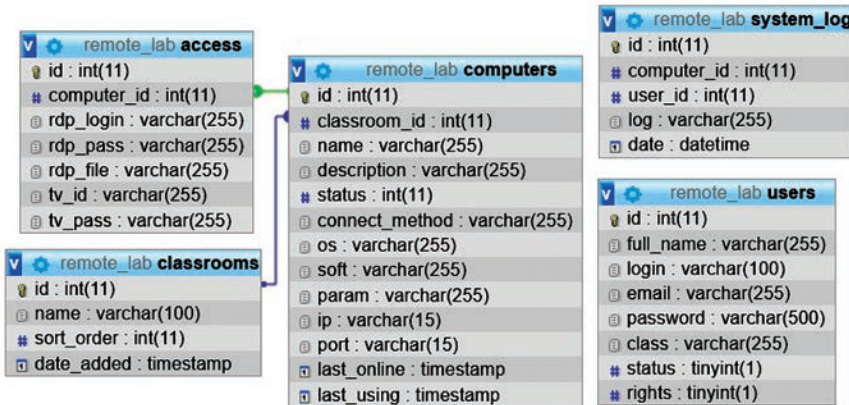 remote_lab access
id : int(11)
computer_id : int(11)
rdp_login : varchar(255)
rdp_pass : varchar(255)
rdp_file : varchar(255)
tv_id : varchar(255)
tv_pass : varchar(255)
remote_lab classrooms
id : int(11)
name : varchar(100)
sort_order : int(11)
date_added : timestamp
remote_lab computers
id : int(11)
classroom_id : int(11)
name : varchar(255)
description : varchar(255)
status : int(11)
connect_method : varchar(255)
os : varchar(255)
soft : varchar(255)
param : varchar(255)
ip : varchar(15)
port : varchar(15)
last_online : timestamp
last_using : timestamp
remote_lab system_log
id : int(11)
computer_id : int(11)
user_id : int(11)
log : varchar(255)
date : datetime
remote_lab users
id : int(11)
full_name : varchar(255)
login : varchar(100)
email : varchar(255)
password : varchar(500)
class : varchar(255)
status : tinyint(1)
rights : tinyint(1)